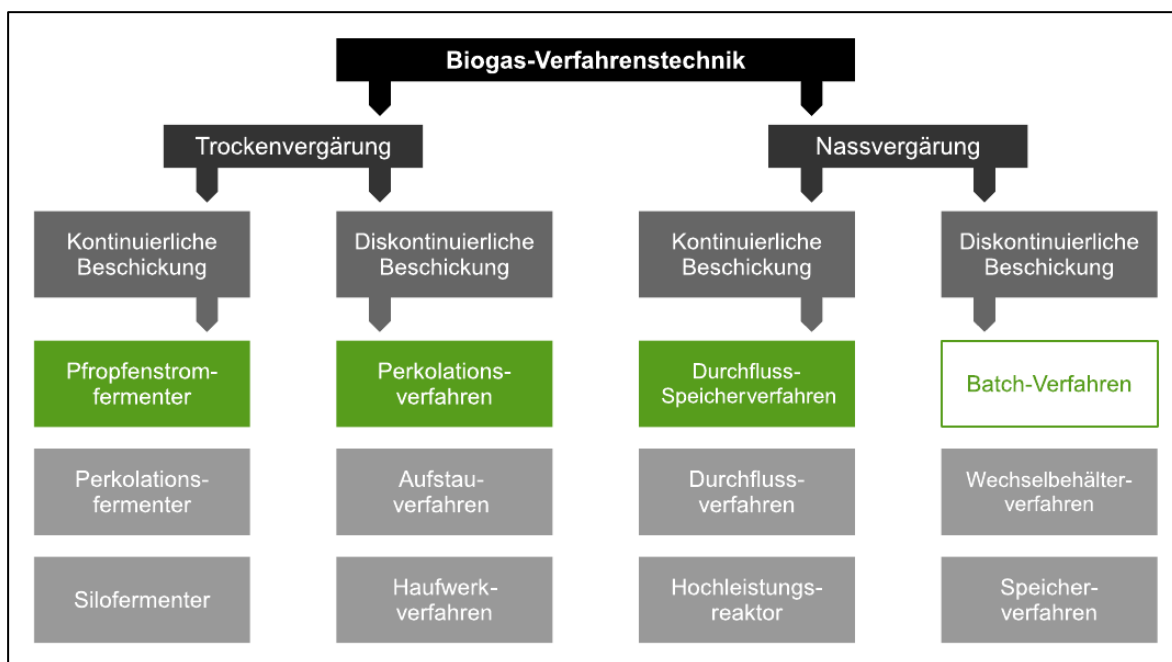 Biogas-Verfahrenstechnik
Trockenvergärung
Nassvergärung
Kontinuierliche
Beschickung
Diskontinuierliche
Beschickung
Kontinuierliche
Beschickung
Diskontinuierliche
Beschickung
Pfropfenstrom-
fermenter
Perkolations-
verfahren
Durchfluss-
Speicherverfahren
Batch-Verfahren
Perkolations-
fermenter
Aufstau-
verfahren
Durchfluss-
verfahren
Wechselbehälter-
verfahren
Silofermenter
Haufwerk-
verfahren
Hochleistungs-
reaktor
Speicher-
verfahren